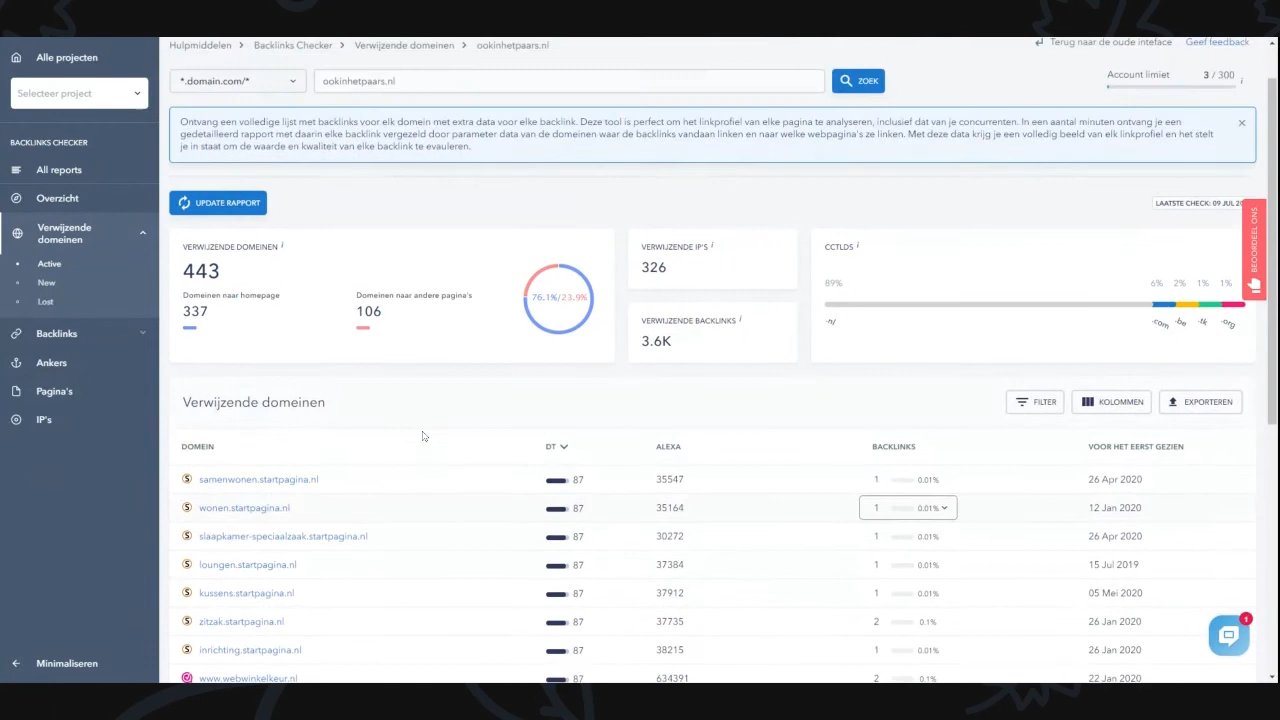 Alle projecten
Selecteer project
BACKLINKS CHECKER
All reports
Overzicht
Verwijzende
domeinen
Active
New
Lost
Backlinks
Ankers
Pagina's
IP's
Minimaliseren
Hulpmiddelen > Backlinks Checker > Verwijzende domeinen > ookinhetpaars.nl
Terug naar de oude inteface Geef feedback
*.domain.com/* ookinhetpaars.nl ZOEK
Account limiet 3 / 300 i
Ontvang een volledige lijst met backlinks voor elk domein met extra data voor elke backlink. Deze tool is perfect om het linkprofiel van elke pagina te analyseren, inclusief dat van je concurrenten. In een aantal minuten ontvang je een
gedetailleerd rapport met daarin elke backlink vergezeld door parameter data van de domeinen waar de backlinks vandaan linken en naar welke webpagina's ze linken. Met deze data krijg je een volledig beeld van elk linkprofiel en het stelt
je in staat om de waarde en kwaliteit van elke backlink te evauleren.
UPDATE RAPPORT
LAATSTE CHECK: 09 JUL 20
BEOORDEEL ONS
VERWIJZENDE DOMEINEN i
443
Domeinen naar homepage
337
Domeinen naar andere pagina's
106
76.1%/23.9%
VERWIJZENDE IP'S i
326
VERWIJZENDE BACKLINKS i
3.6K
CCTLDS i
89% 6% 2% 1% 1%
.nl .com .be .tk .org
Verwijzende domeinen
FILTER KOLOMMEN EXPORTEREN
DOMEIN DT ALEXA BACKLINKS VOOR HET EERST GEZIEN
samenwonen.startpagina.nl 87 35547 1 0.01% 26 Apr 2020
wonen.startpagina.nl 87 35164 1 0.01% 12 Jan 2020
slaapkamer-speciaalzaak.startpagina.nl 87 30272 1 0.01% 26 Apr 2020
loungen.startpagina.nl 87 37384 1 0.01% 15 Jul 2019
kussens.startpagina.nl 87 37912 1 0.01% 05 Mei 2020
zitzak.startpagina.nl 87 37735 2 0.1% 26 Jan 2020
inrichting.startpagina.nl 87 38215 1 0.01% 26 Jan 2020
www.webwinkelkeur.nl 87 634391 2 0.1% 22 Jan 2020
1